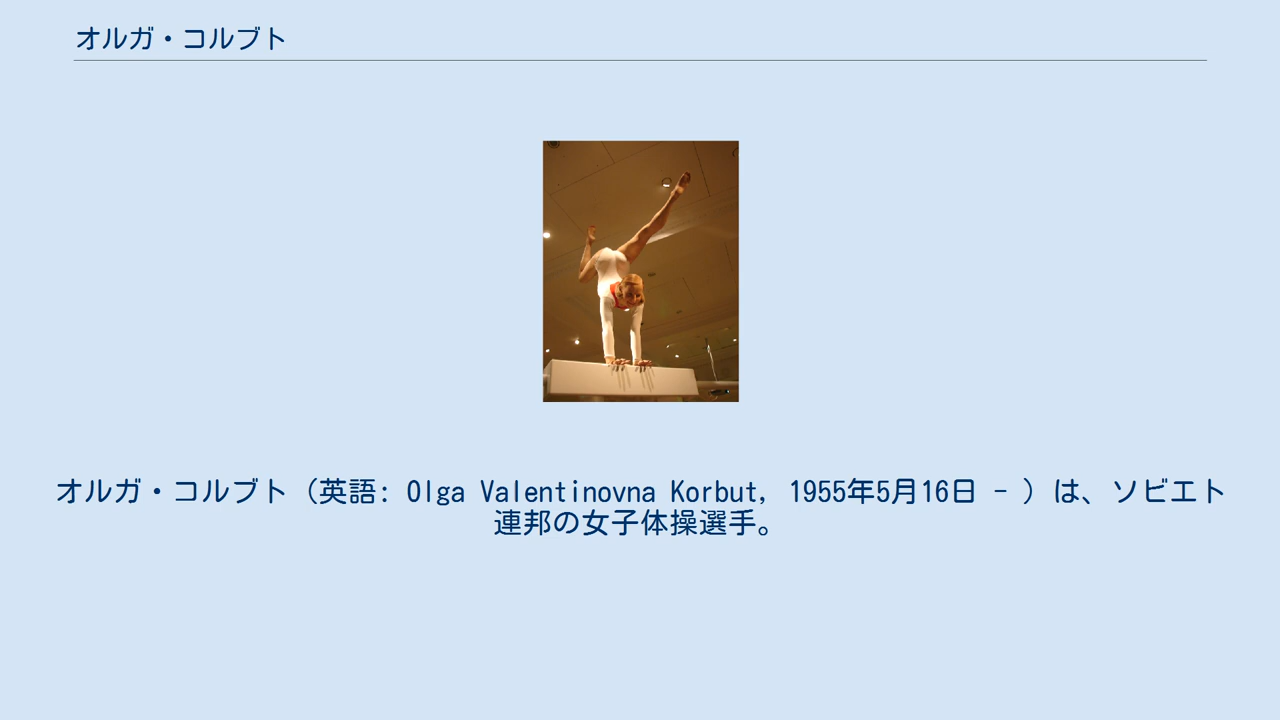 オルガ・コルブト
オルガ・コルブト（英語: Olga Valentinovna Korbut, 1955年5月16日 - ）は、ソビエト
連邦の女子体操選手。